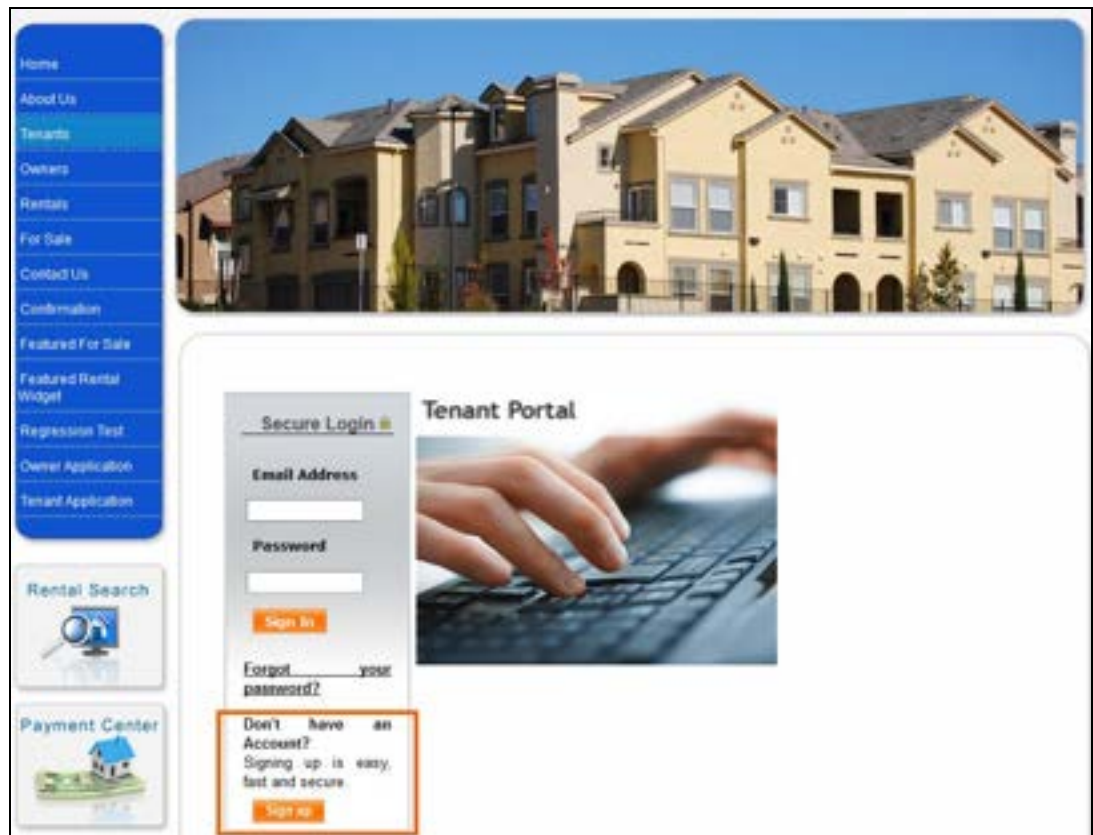 Home
About Us
Tenants
Owners
Rentals
For Sale
Contact Us
Confirmation
Featured For Sale
Featured Rental
Widget
Regression Test
Owner Application
Tenant Application
Rental Search
Payment Center
Secure Login
Email Address
Password
Sign In
Forgot your
password?
Don't have an
Account?
Signing up is easy,
fast and secure.
Sign up
Tenant Portal